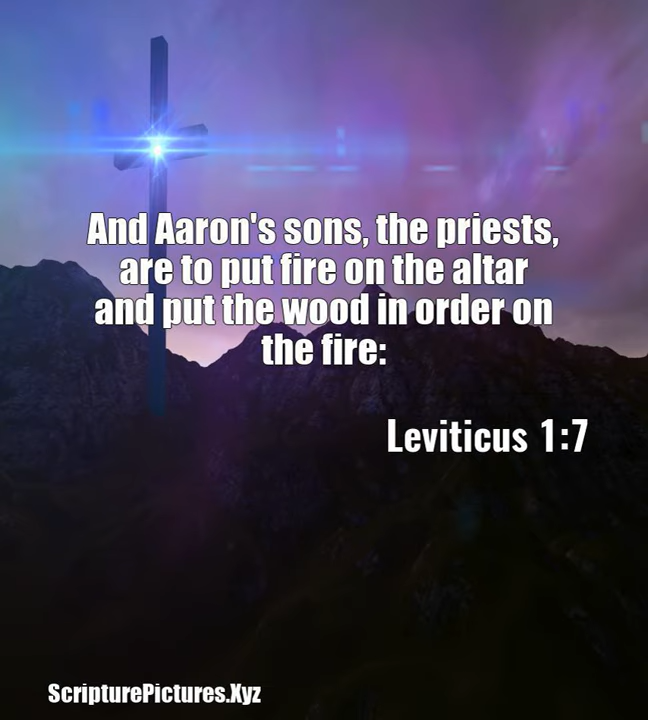 And Aaron's sons, the priests,
are to put fire on the altar
and put the wood in order on
the fire:
Leviticus 1:7
ScripturePictures.Xyz